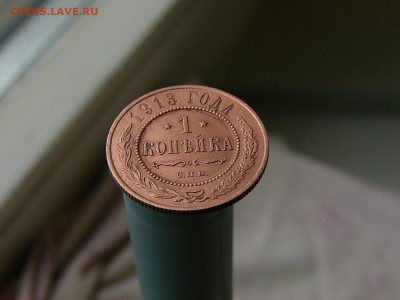 COINS.LAVE.RU
1913 ГОДА
* 1 *
КОПѢЙКА
С.П.Б.